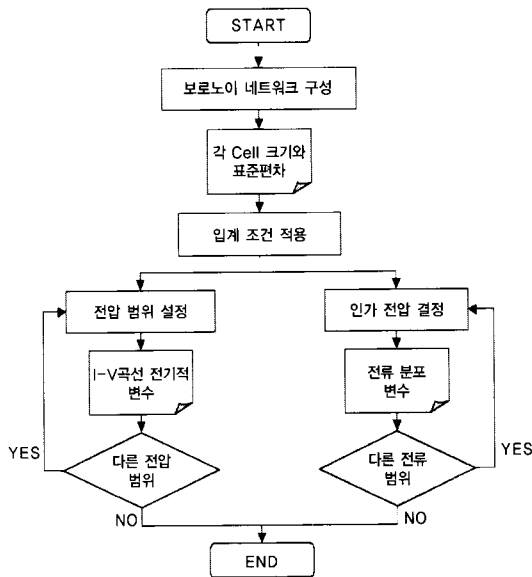 START
보로노이 네트워크 구성
각 Cell 크기와
표준편차
입계 조건 적용
전압 범위 설정
인가 전압 결정
I-V곡선 전기적
변수
전류 분포
변수
YES
다른 전압
범위
다른 전류
범위
YES
NO
NO
END